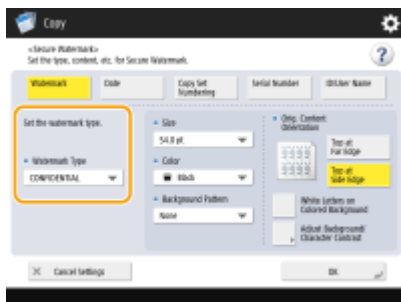 Copy
<Secure Watermark>
Set the type, content, etc. for Secure Watermark.
?
Watermark
Date
Copy Set
Numbering
Serial Number
ID/User Name
Set the watermark type.
Watermark Type
CONFIDENTIAL
Size
54.0 pt
Color
Black
Background Pattern
None
Orig. Content
Orientation
Top at
Far Edge
Top at
Side Edge
White Letters on
Colored Background
Adjust Background/
Character Contrast
Cancel Settings
OK